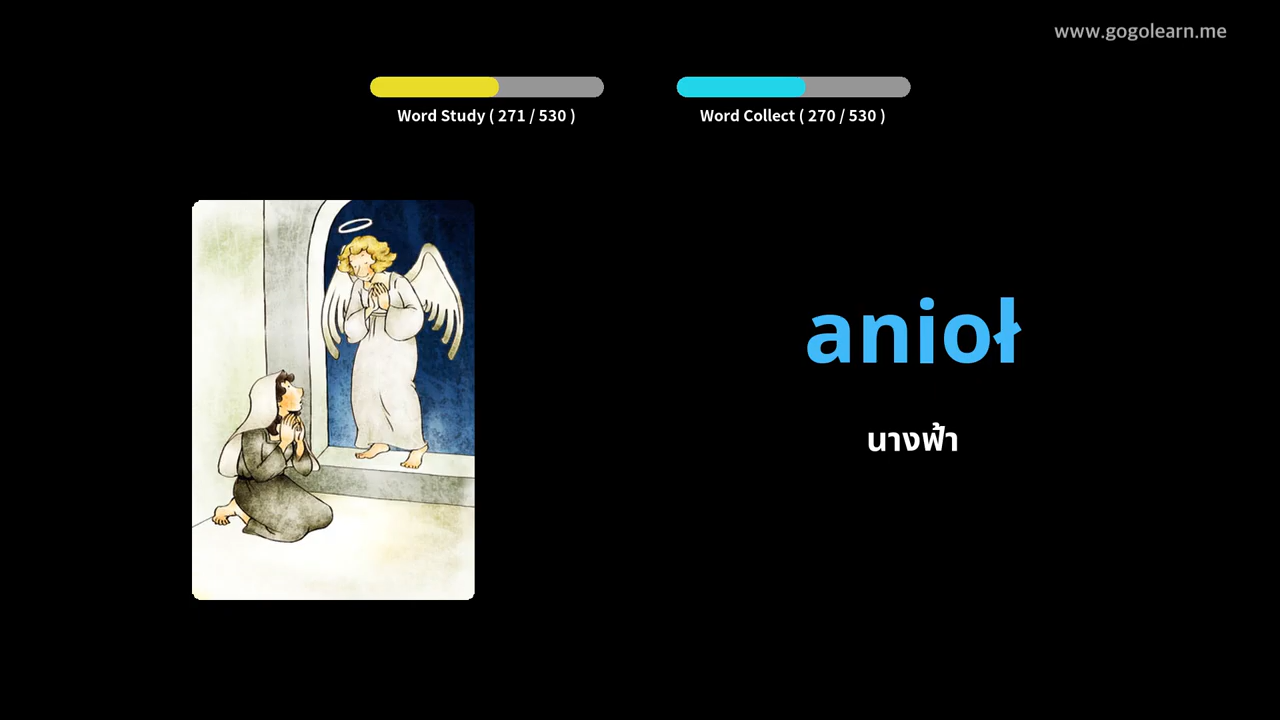 www.gogolearn.me
Word Study ( 271 / 530 )
Word Collect ( 270 / 530 )
anioł
นางฟ้า